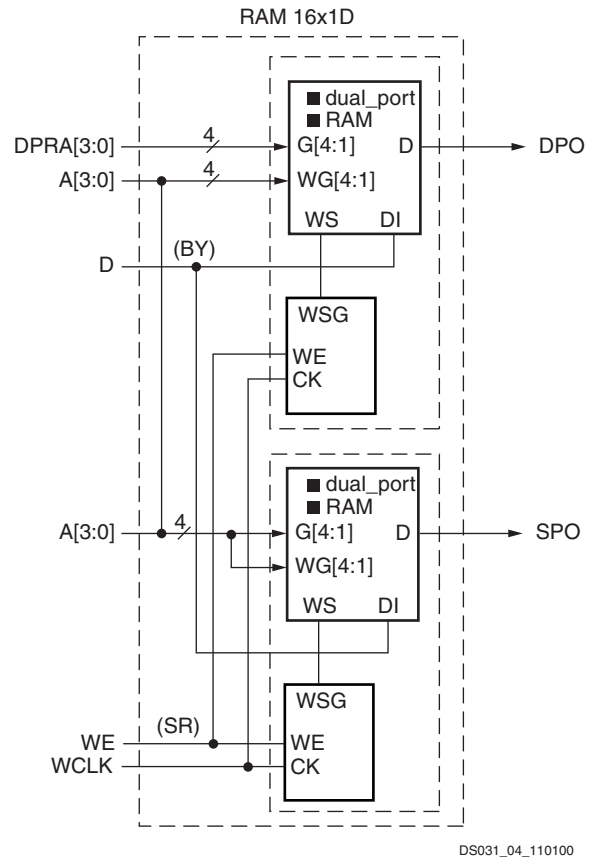 RAM 16x1D
dual_port
RAM
DPRA[3:0] 4 G[4:1] D DPO
A[3:0] 4 WG[4:1]
WS DI
D (BY)
WSG
WE
CK
dual_port
RAM
A[3:0] 4 G[4:1] D SPO
WG[4:1]
WS DI
WSG
WE (SR) WE
WCLK CK
DS031_04_110100